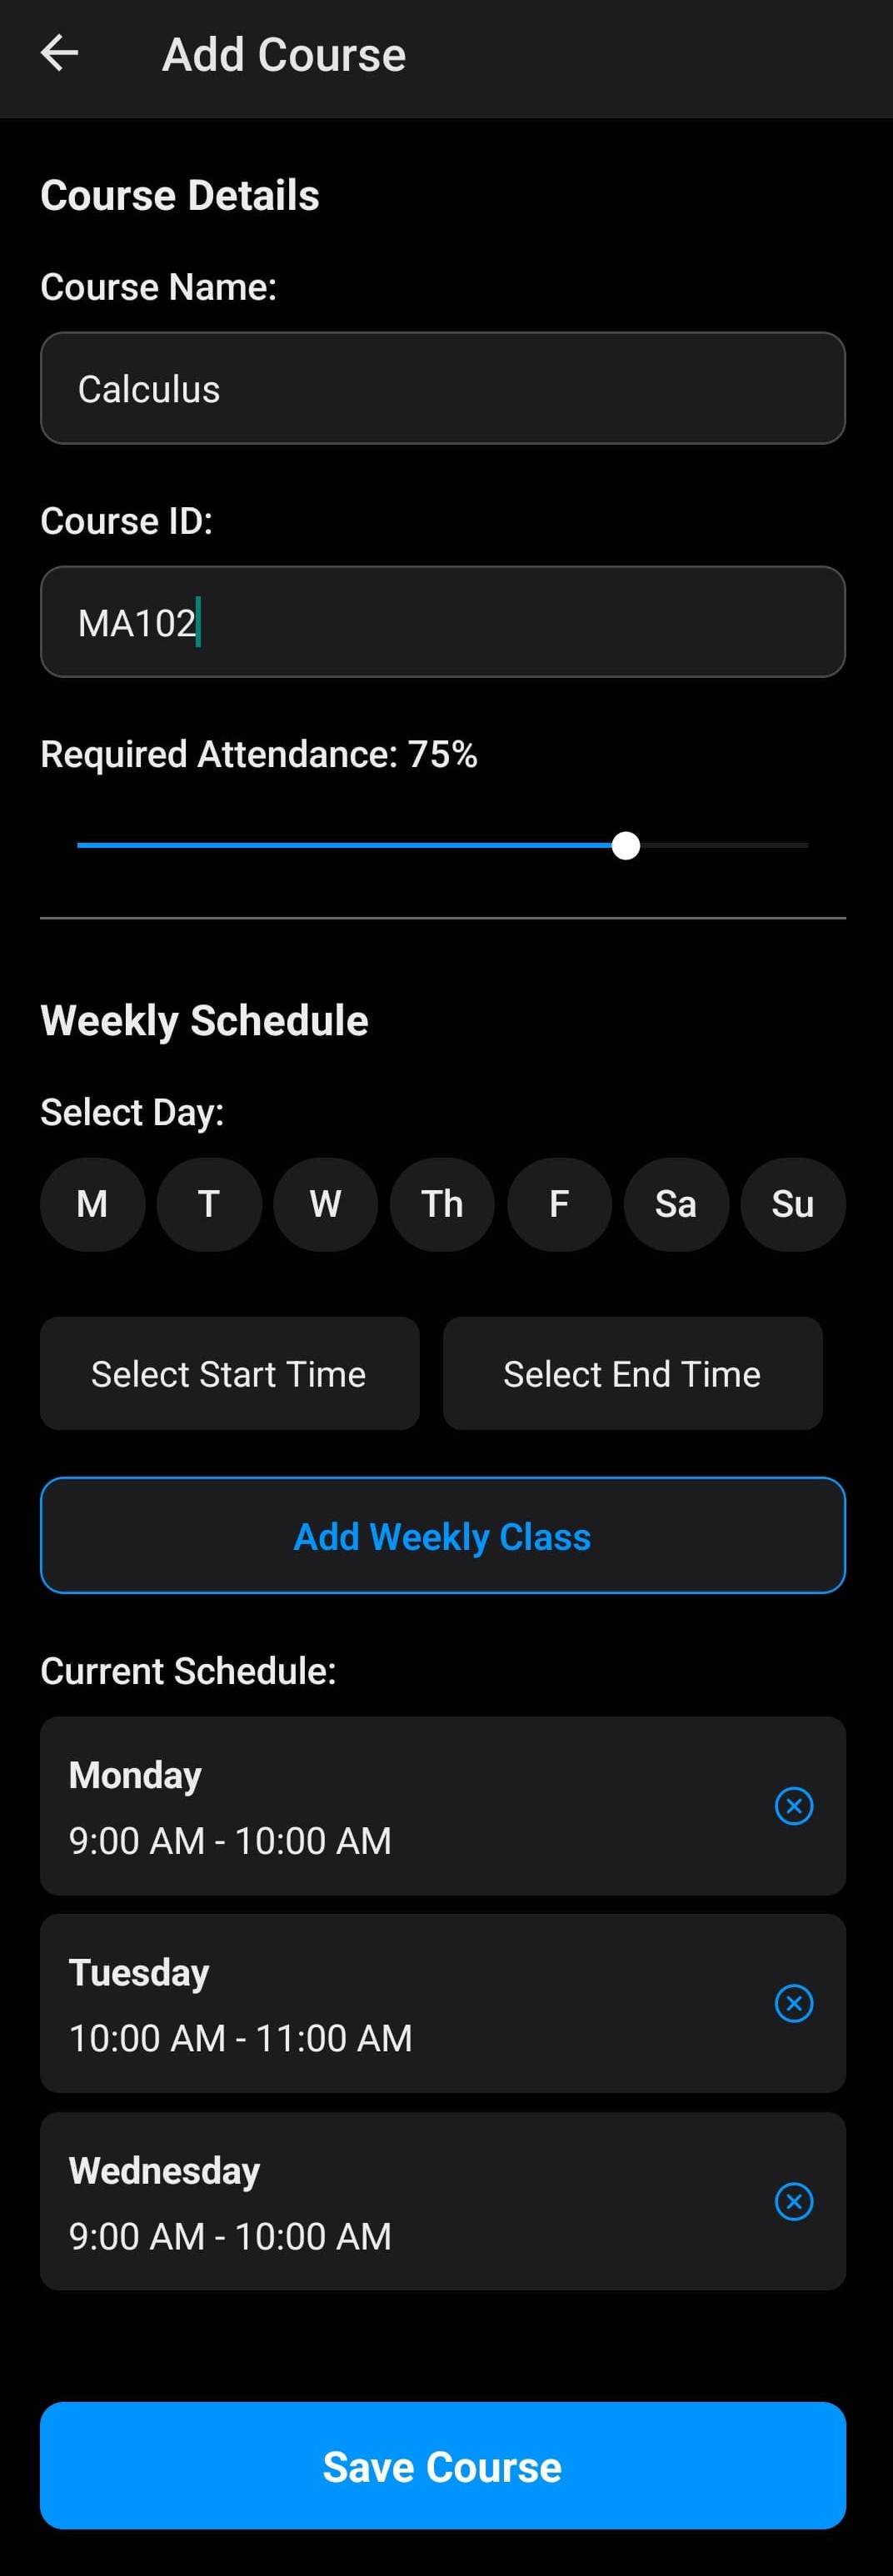 Add Course
Course Details
Course Name:
Calculus
Course ID:
MA102
Required Attendance: 75%
Weekly Schedule
Select Day:
M T W Th F Sa Su
Select Start Time Select End Time
Add Weekly Class
Current Schedule:
Monday
9:00 AM - 10:00 AM
Tuesday
10:00 AM - 11:00 AM
Wednesday
9:00 AM - 10:00 AM
Save Course